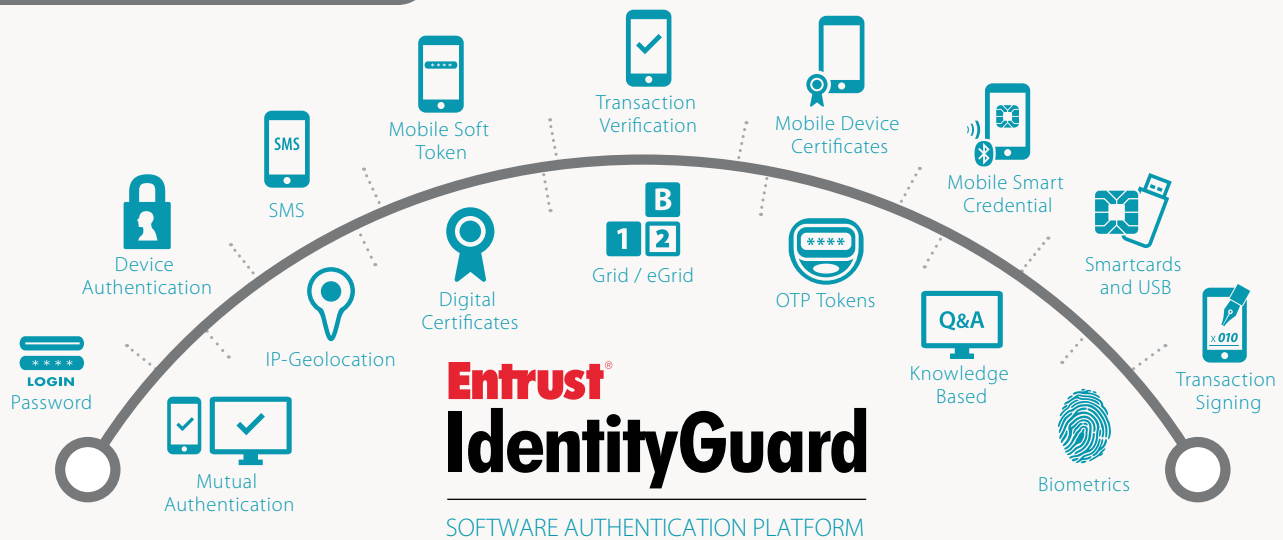 Transaction
Verification
Mobile Device
Certificates
Mobile Soft
Token
SMS
SMS
Mobile Smart
Credential
Device
Authentication
B
1 2
Grid / eGrid
****
OTP Tokens
Smartcards
and USB
Digital
Certificates
IP-Geolocation
Q&A
Knowledge
Based
x 010
Transaction
Signing
****
LOGIN
Password
Mutual
Authentication
Biometrics
Entrust®
IdentityGuard
SOFTWARE AUTHENTICATION PLATFORM